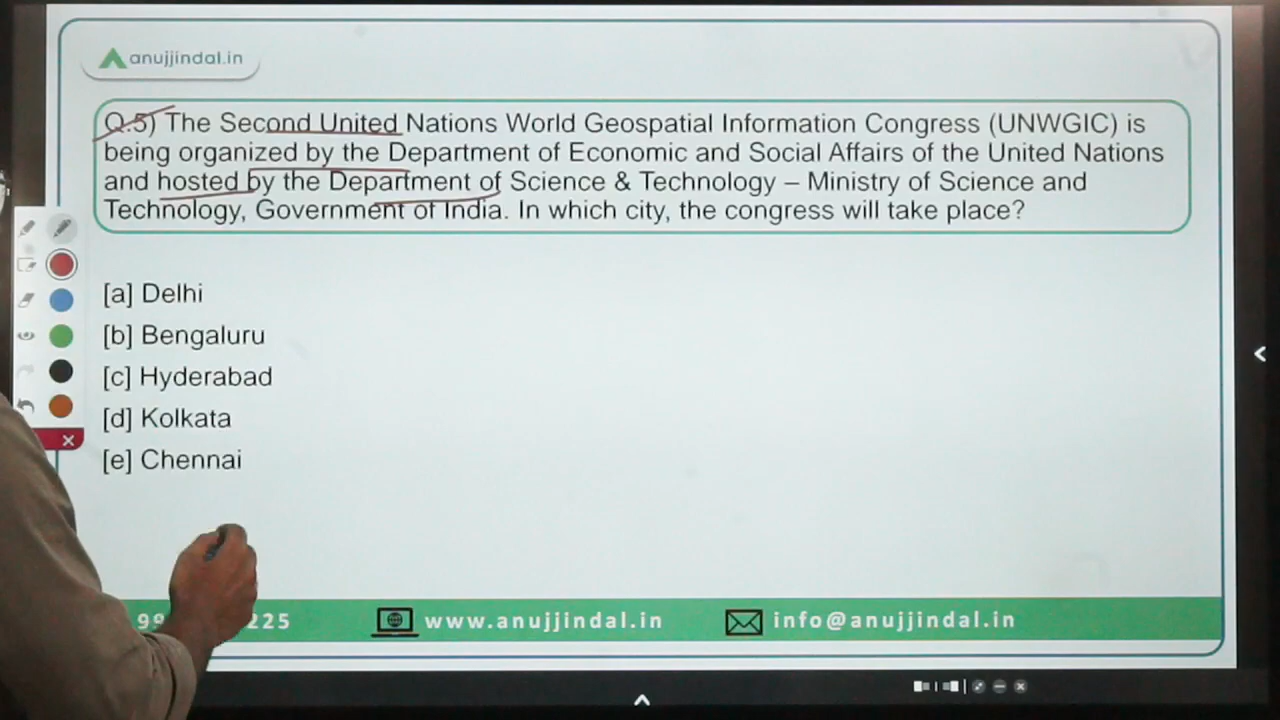 anujjindal.in
Q.5) The Second United Nations World Geospatial Information Congress (UNWGIC) is
being organized by the Department of Economic and Social Affairs of the United Nations
and hosted by the Department of Science & Technology – Ministry of Science and
Technology, Government of India. In which city, the congress will take place?
[a] Delhi
[b] Bengaluru
[c] Hyderabad
[d] Kolkata
[e] Chennai
99 225 www.anujjindal.in info@anujjindal.in